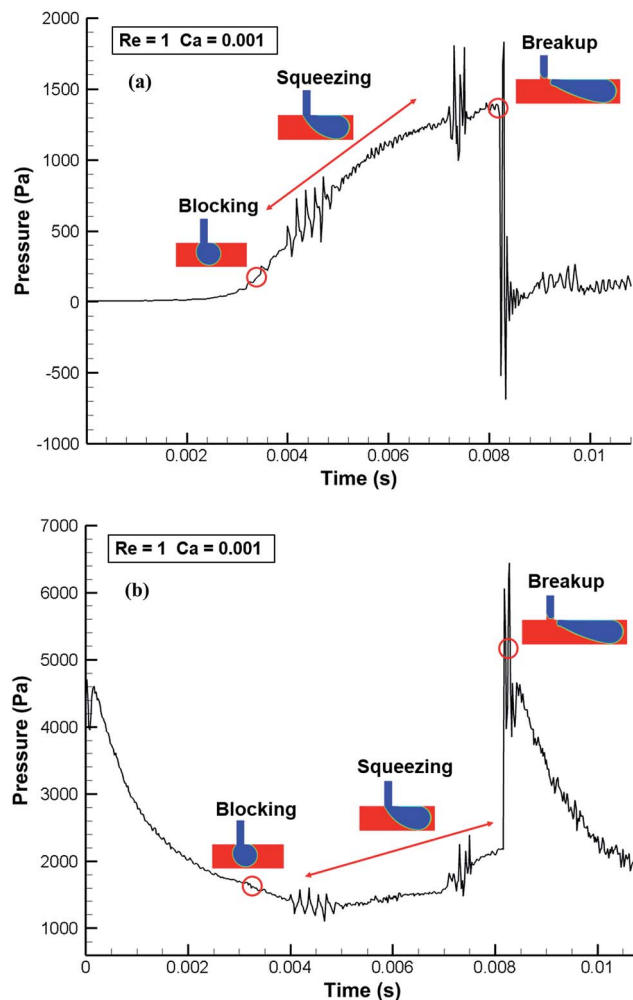 2000
Re = 1 Ca = 0.001
Breakup
(a)
Squeezing
1500
1000
Blocking
500
0
-500
-1000
Pressure (Pa)
0.002 0.004 0.006 0.008 0.01
Time (s)
7000
Re = 1 Ca = 0.001
(b)
Breakup
6000
5000
4000
Squeezing
3000
Blocking
2000
1000
Pressure (Pa)
0 0.002 0.004 0.006 0.008 0.01
Time (s)